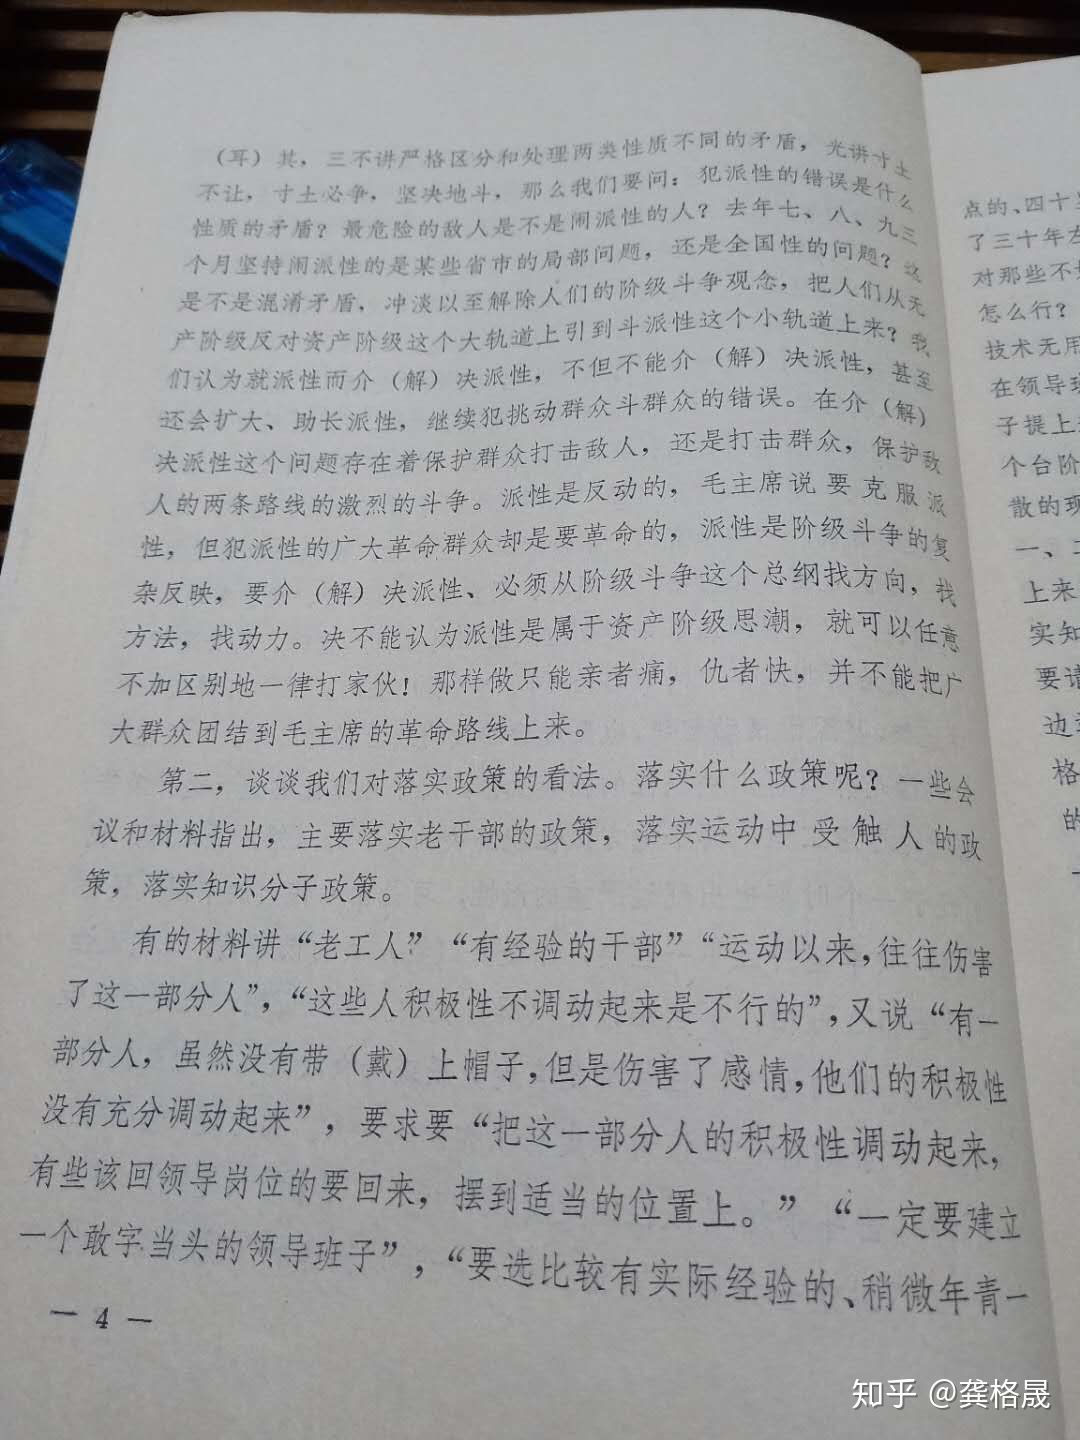 （耳）其，三不讲严格区分和处理两类性质不同的矛盾，光讲寸土
不让，寸土必争，坚决地斗，那么我们要问：犯派性的错误是什么
性质的矛盾？最危险的敌人是不是闹派性的人？去年七、八、九三
个月坚持闹派性的是某些省市的局部问题，还是全国性的问题？这
是不是混淆矛盾，冲淡以至解除人们的阶级斗争观念，把人们从无
产阶级反对资产阶级这个大轨道上引到斗派性这个小轨道上来？我
们认为就派性而介（解）决派性，不但不能介（解）决派性，甚至
还会扩大、助长派性，继续犯挑动群众斗群众的错误。在介（解）
决派性这个问题存在着保护群众打击敌人，还是打击群众，保护敌
人的两条路线的激烈的斗争。派性是反动的，毛主席说要克服派
性，但犯派性的广大革命群众却是要革命的，派性是阶级斗争的复
杂反映，要介（解）决派性、必须从阶级斗争这个总纲找方向，找
方法，找动力。决不能认为派性是属于资产阶级思潮，就可以任意
不加区别地一律打家伙！那样做只能亲者痛，仇者快，并不能把广
大群众团结到毛主席的革命路线上来。
第二，谈谈我们对落实政策的看法。落实什么政策呢？一些会
议和材料指出，主要落实老干部的政策，落实运动中受触人的政
策，落实知识分子政策。
有的材料讲“老工人”“有经验的干部”“运动以来，往往伤害
了这一部分人”，“这些人积极性不调动起来是不行的”，又说“有一
部分人，虽然没有带（戴）上帽子，但是伤害了感情，他们的积极性
没有充分调动起来”，要求要“把这一部分人的积极性调动起来，
有些该回领导岗位的要回来，摆到适当的位置上。”“一定要建立
一个敢字当头的领导班子”，“要选比较有实际经验的、稍微年青一
— 4 —
点的、四十
了三十年左
对那些不
怎么行？
技术无用
在领导班
子提上
个台阶
散的现
一、
上来
实知
要请
边
格
的
知乎 @龚格晟